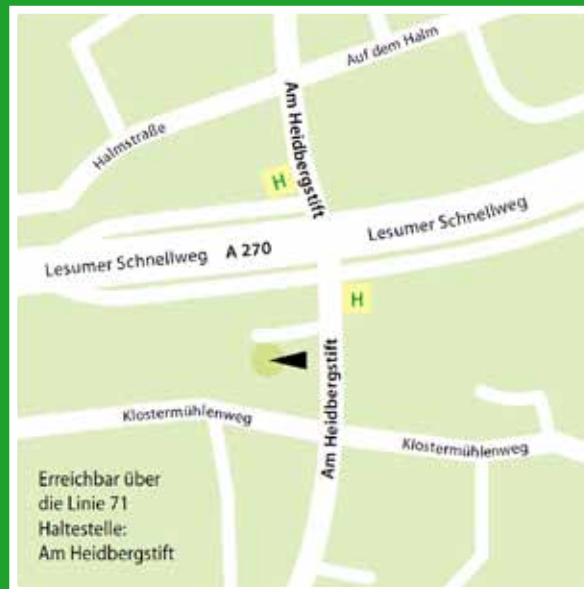 Auf dem Halm
Halmstraße
Am Heidbergstift
H
Lesumer Schnellweg
Lesumer Schnellweg A 270
H
Am Heidbergstift
Klostermühlenweg
Klostermühlenweg
Erreichbar über
die Linie 71
Haltestelle:
Am Heidbergstift